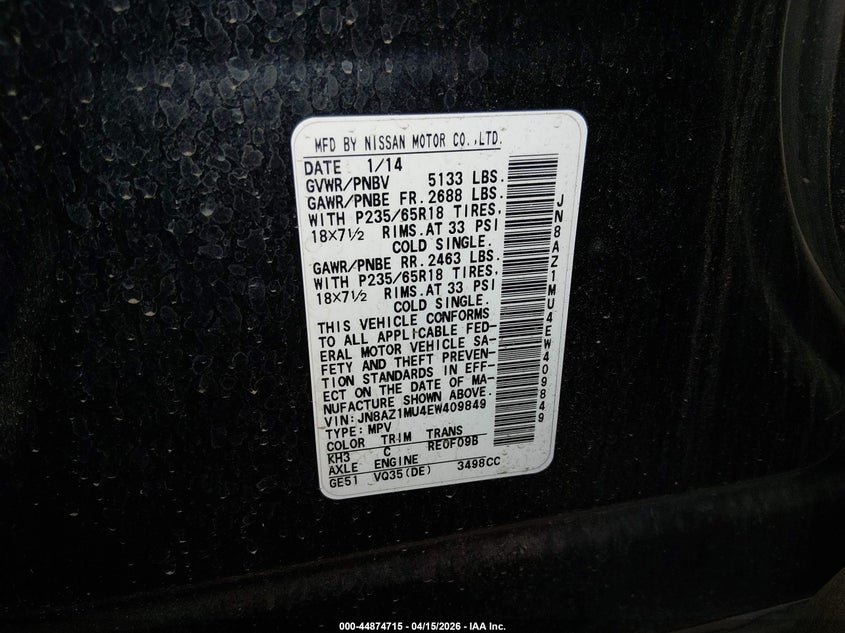 MFD BY NISSAN MOTOR CO.,LTD.
DATE 1/14
GVWR/PNBV 5133 LBS.
GAWR/PNBE FR. 2688 LBS.
WITH P235/65R18 TIRES,
18×7½ RIMS. AT 33 PSI
COLD SINGLE.
GAWR/PNBE RR. 2463 LBS.
WITH P235/65R18 TIRES,
18×7½ RIMS. AT 33 PSI
COLD SINGLE.
THIS VEHICLE CONFORMS
TO ALL APPLICABLE FED-
ERAL MOTOR VEHICLE SA-
FETY AND THEFT PREVEN-
TION STANDARDS IN EFF-
ECT ON THE DATE OF MA-
NUFACTURE SHOWN ABOVE.
VIN: JN8AZ1MU4EW409849
TYPE: MPV
COLOR TRIM TRANS
KH3 C RE0F09B
AXLE ENGINE
GE51 VQ35(DE) 3498CC
JN8AZ1MU4EW409849
000-44874715 - 04/15/2026 - IAA Inc.